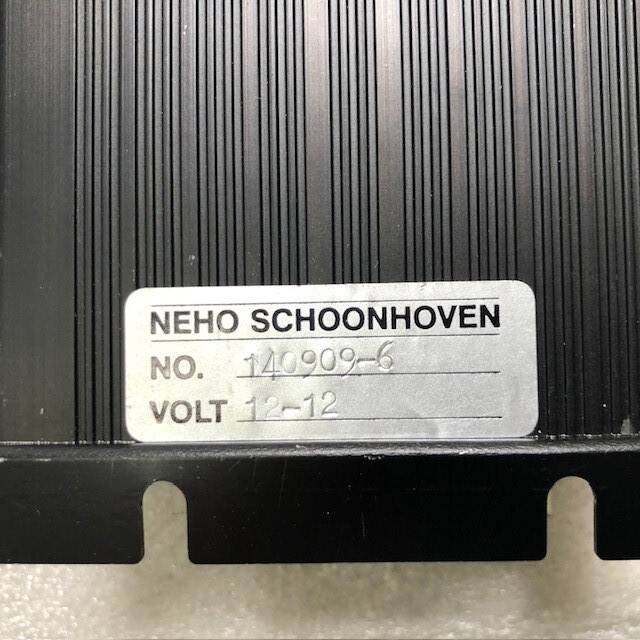 NEHO SCHOONHOVEN
NO. 140909-6
VOLT 12-12